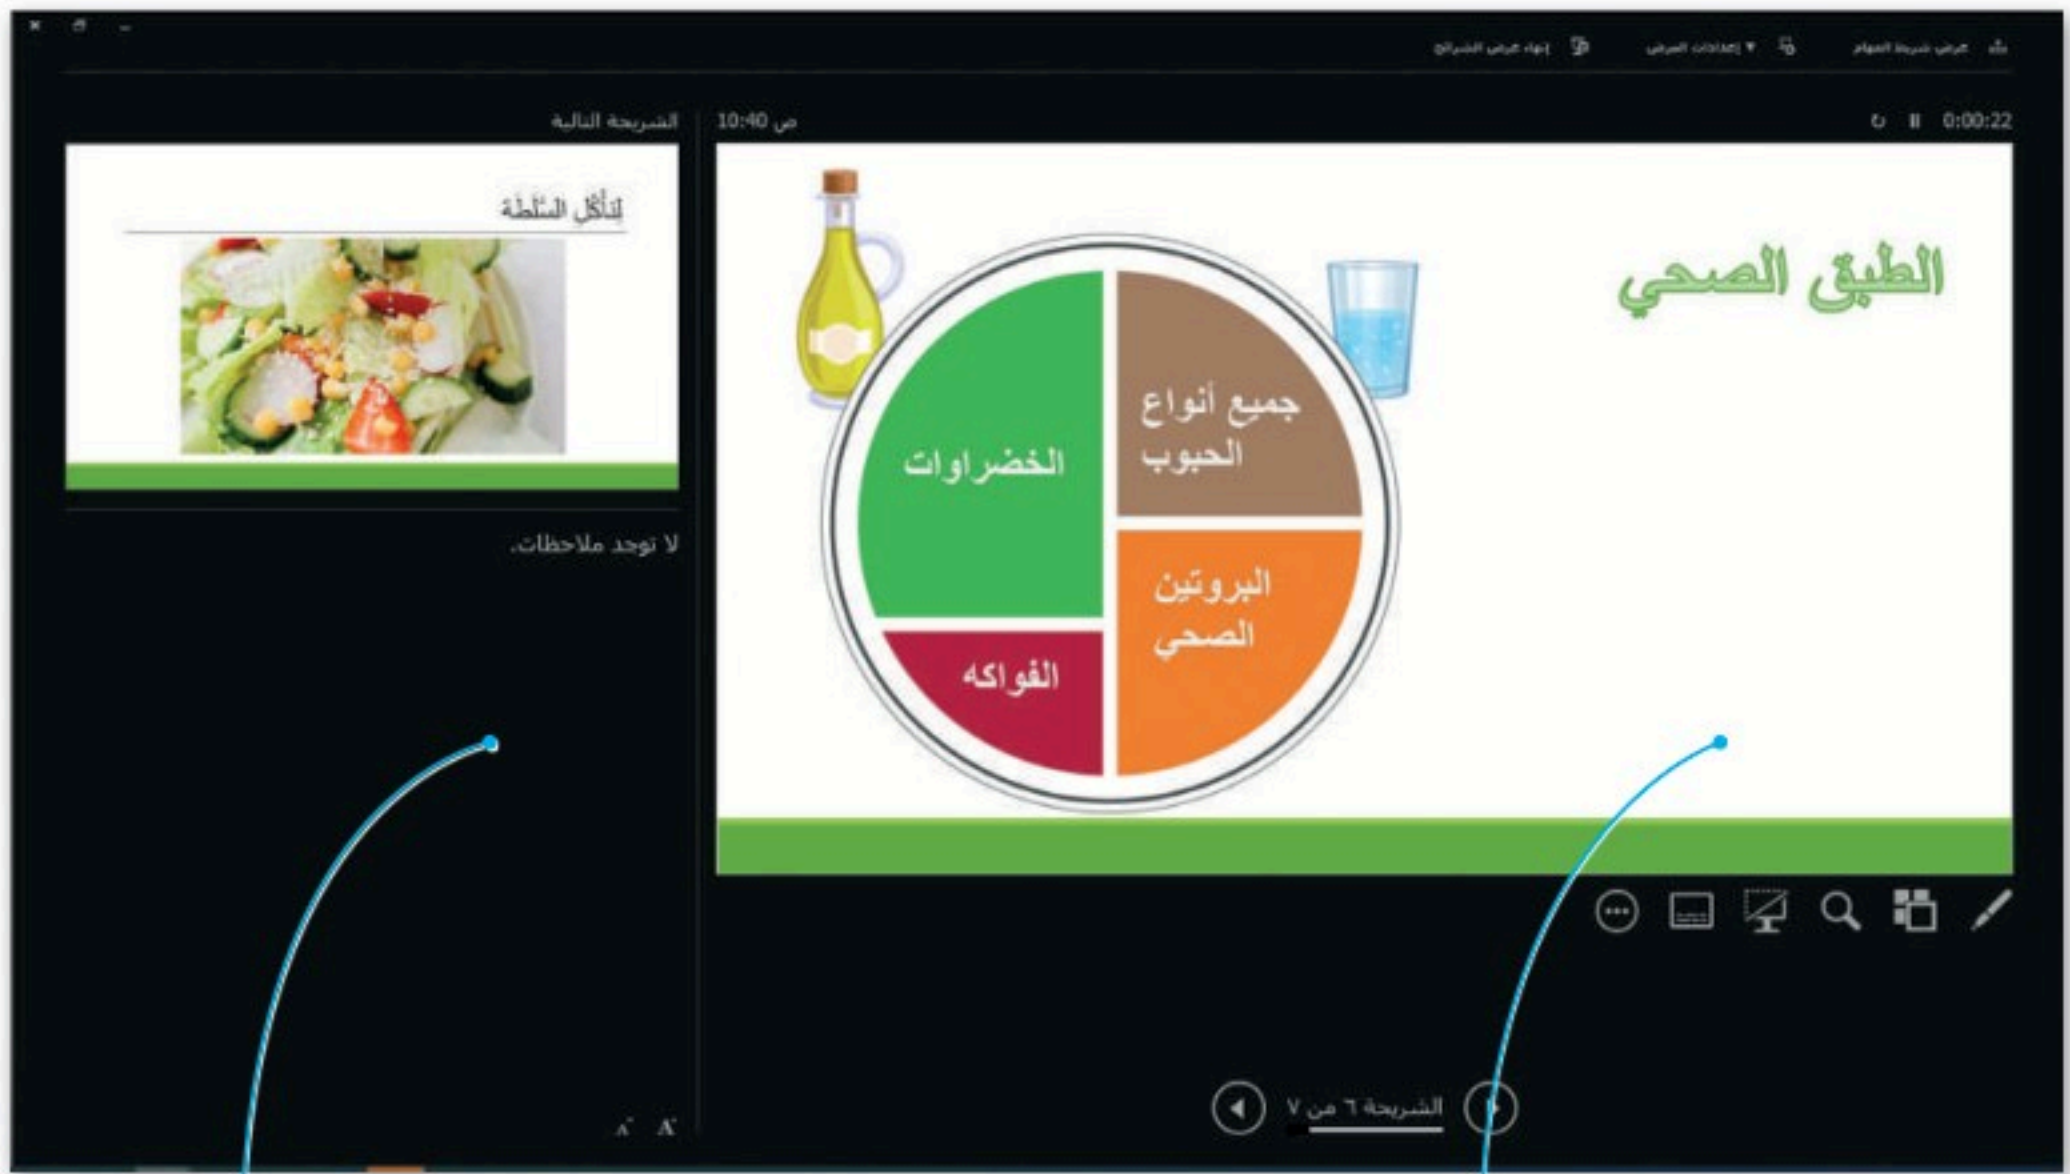 عرض شريط المهام
إعدادات العرض ▼
إنهاء عرض الشرائح
0:00:22
10:40 ص
الطبق الصحي
جميع أنواع
الحبوب
الخضراوات
البروتين
الصحي
الفواكه
الشريحة ٦ من ٧
الشريحة التالية
لِنَأْكُلِ السَّلَطَة
لا توجد ملاحظات.
A A